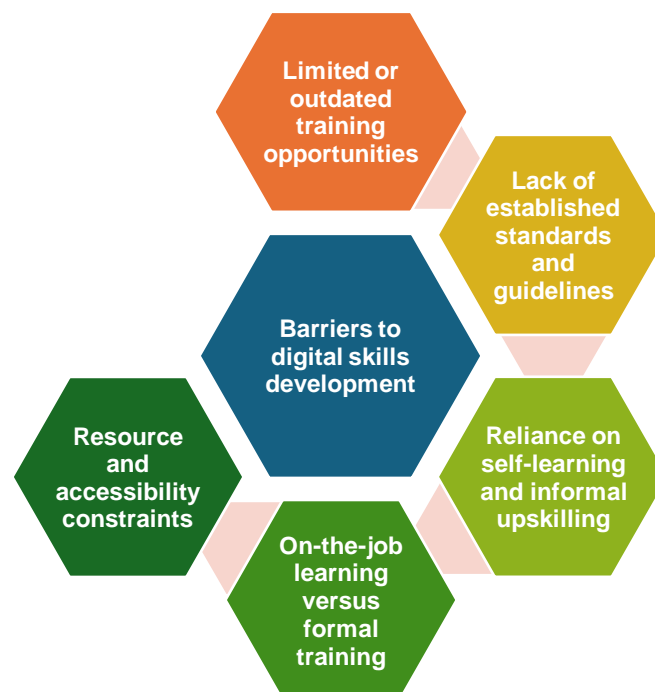 Limited or
outdated
training
opportunities
Lack of
established
standards
and
guidelines
Barriers to
digital skills
development
Reliance on
self-learning
and informal
upskilling
On-the-job
learning
versus
formal
training
Resource
and
accessibility
constraints